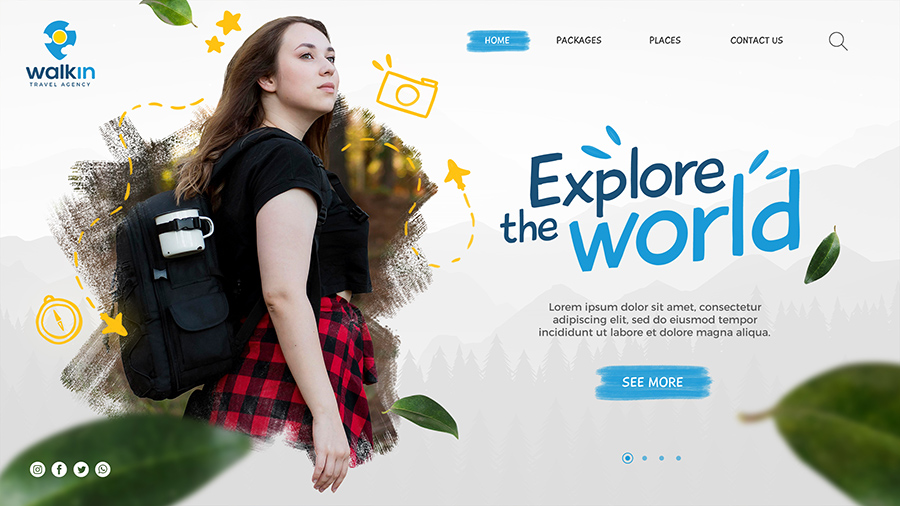 walkin
TRAVEL AGENCY
HOME
PACKAGES
PLACES
CONTACT US
Explore
the world
Lorem ipsum dolor sit amet, consectetur
adipiscing elit, sed do eiusmod tempor
incididunt ut labore et dolore magna aliqua.
SEE MORE